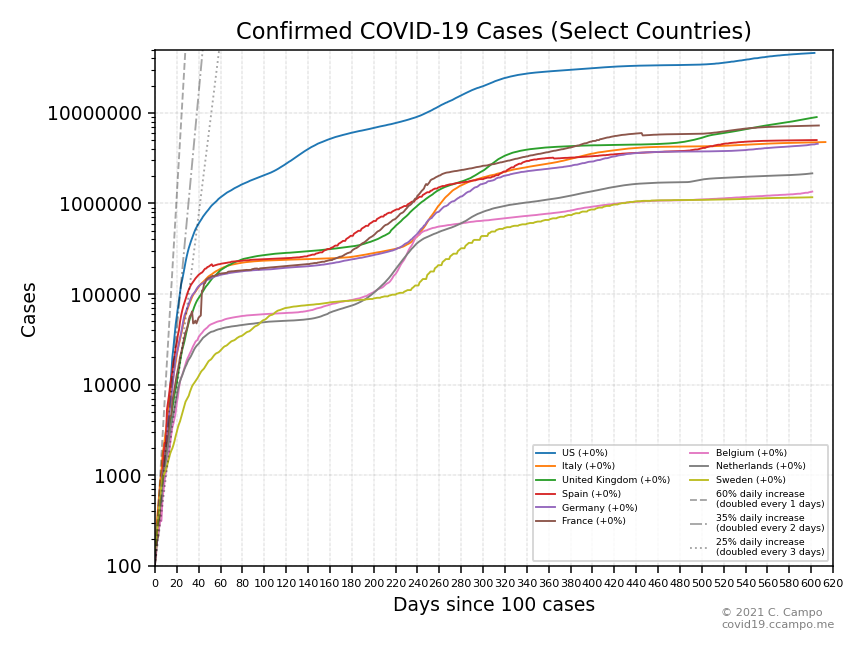 Confirmed COVID-19 Cases (Select Countries)
Cases
10000000
1000000
100000
10000
1000
100
US (+0%)
Italy (+0%)
United Kingdom (+0%)
Spain (+0%)
Germany (+0%)
France (+0%)
Belgium (+0%)
Netherlands (+0%)
Sweden (+0%)
60% daily increase
(doubled every 1 days)
35% daily increase
(doubled every 2 days)
25% daily increase
(doubled every 3 days)
0 20 40 60 80 100 120 140 160 180 200 220 240 260 280 300 320 340 360 380 400 420 440 460 480 500 520 540 560 580 600 620
Days since 100 cases
© 2021 C. Campo
covid19.ccampo.me